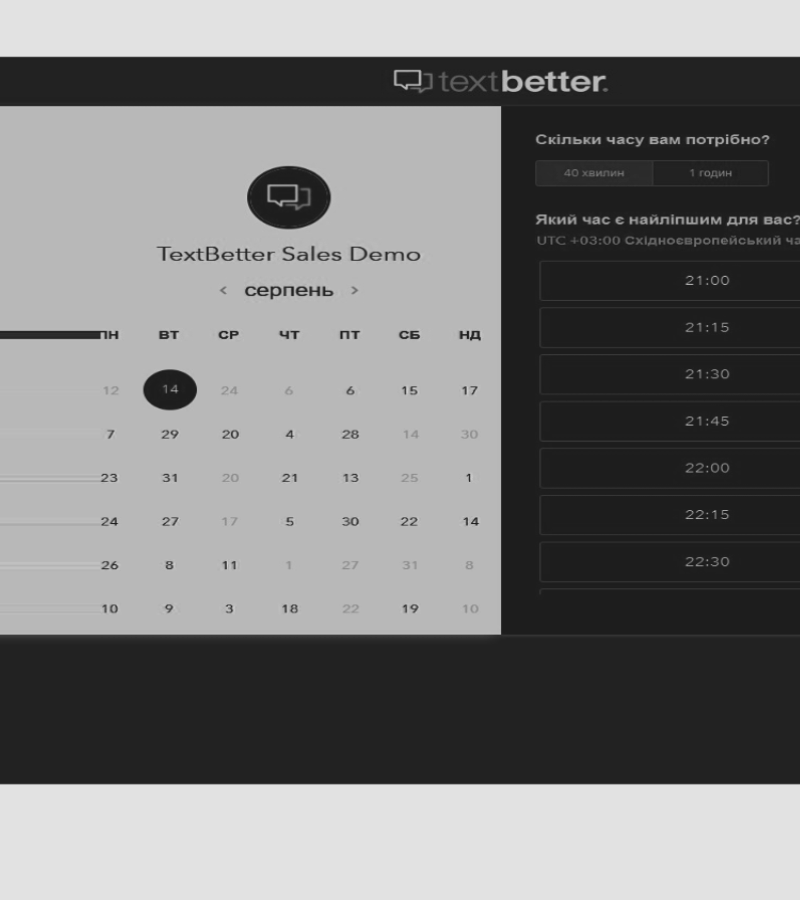 textbetter.
TextBetter Sales Demo
‹ серпень ›
ПН ВТ СР ЧТ ПТ СБ НД
12 14 24 6 6 15 17
7 29 20 4 28 14 30
23 31 20 21 13 25 1
24 27 17 5 30 22 14
26 8 11 1 27 31 8
10 9 3 18 22 19 10
Скільки часу вам потрібно?
40 хвилин 1 годин
Який час є найліпшим для вас?
UTC +03:00 Східноєвропейський ча
21:00
21:15
21:30
21:45
22:00
22:15
22:30